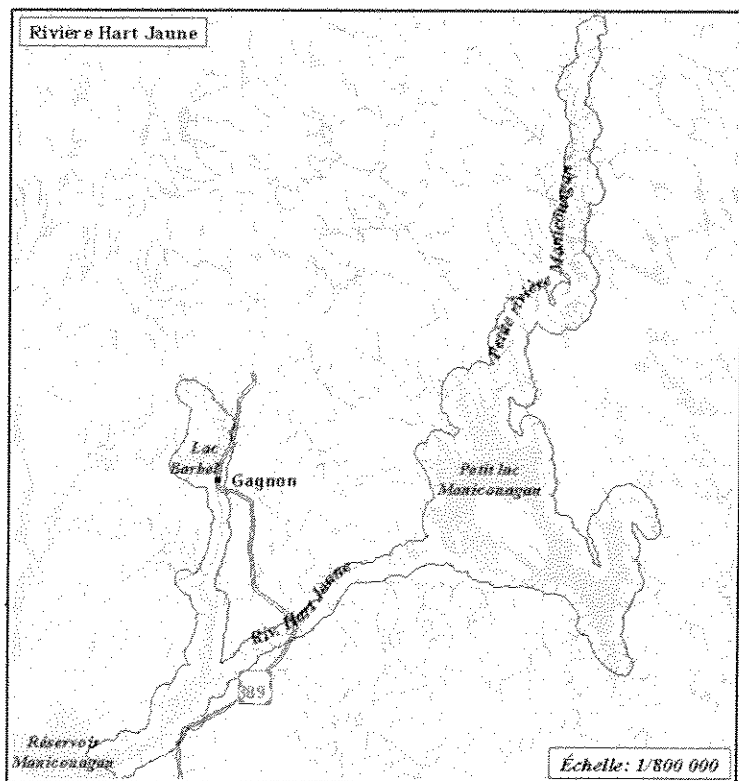 Rivière Hart Jaune
Petite Rivière Manicouagan
Lac
Barbel
Gagnon
Petit lac
Manicouagan
Riv. Hart Jaune
389
Réservoir
Manicouagan
Échelle: 1/800 000